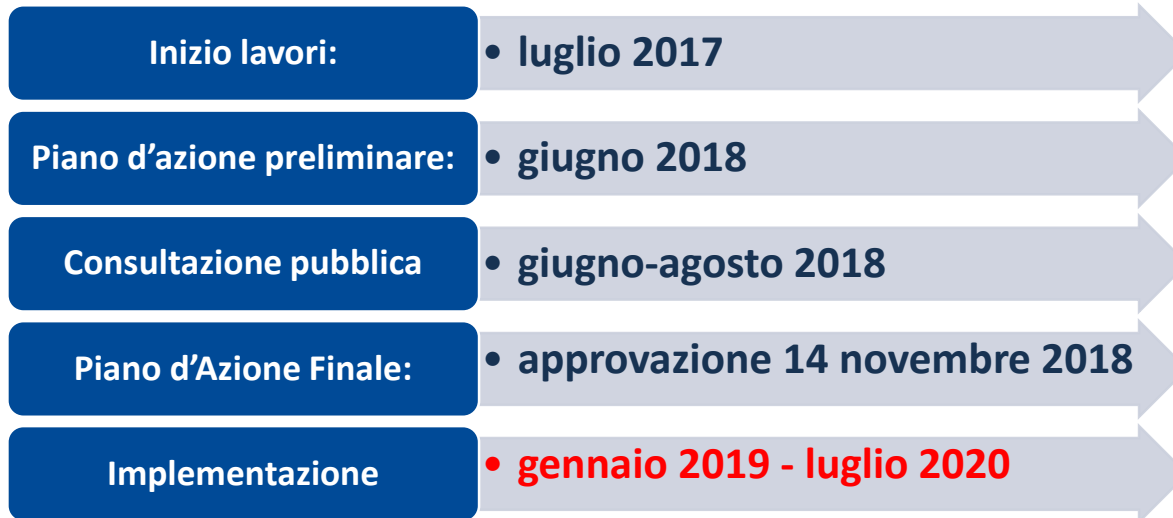 Inizio lavori:
• luglio 2017
Piano d’azione preliminare:
• giugno 2018
Consultazione pubblica
• giugno-agosto 2018
Piano d’Azione Finale:
• approvazione 14 novembre 2018
Implementazione
• gennaio 2019 - luglio 2020